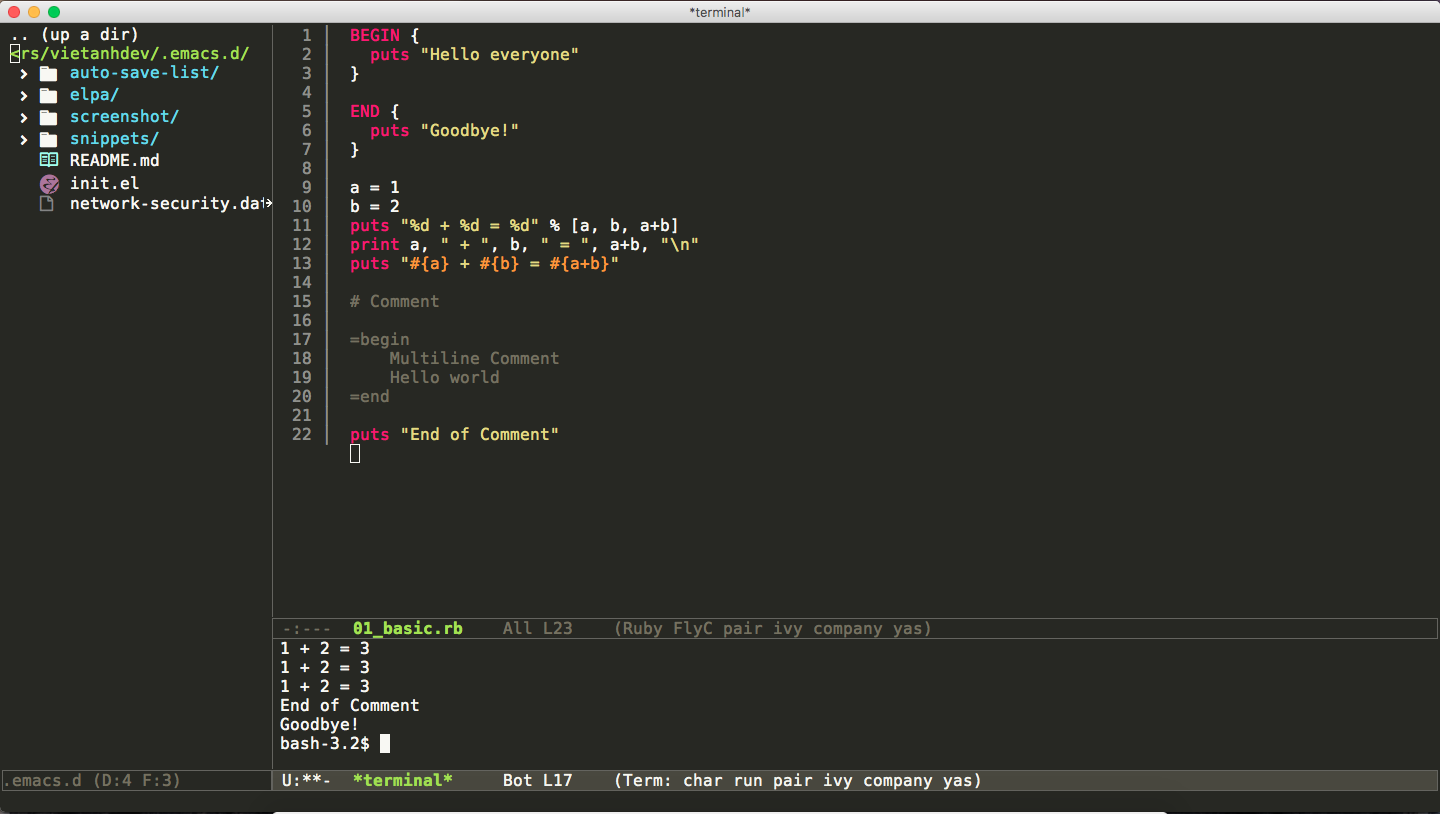 *terminal*
.. (up a dir)
<rs/vietanhdev/.emacs.d/
auto-save-list/
elpa/
screenshot/
snippets/
README.md
init.el
network-security.dat
.emacs.d (D:4 F:3)
1 BEGIN {
2   puts "Hello everyone"
3 }
4
5 END {
6   puts "Goodbye!"
7 }
8
9 a = 1
10 b = 2
11 puts "%d + %d = %d" % [a, b, a+b]
12 print a, " + ", b, " = ", a+b, "\n"
13 puts "#{a} + #{b} = #{a+b}"
14
15 # Comment
16
17 =begin
18     Multiline Comment
19     Hello world
20 =end
21
22 puts "End of Comment"
-:--- 01_basic.rb All L23 (Ruby FlyC pair ivy company yas)
1 + 2 = 3
1 + 2 = 3
1 + 2 = 3
End of Comment
Goodbye!
bash-3.2$
U:**- *terminal* Bot L17 (Term: char run pair ivy company yas)